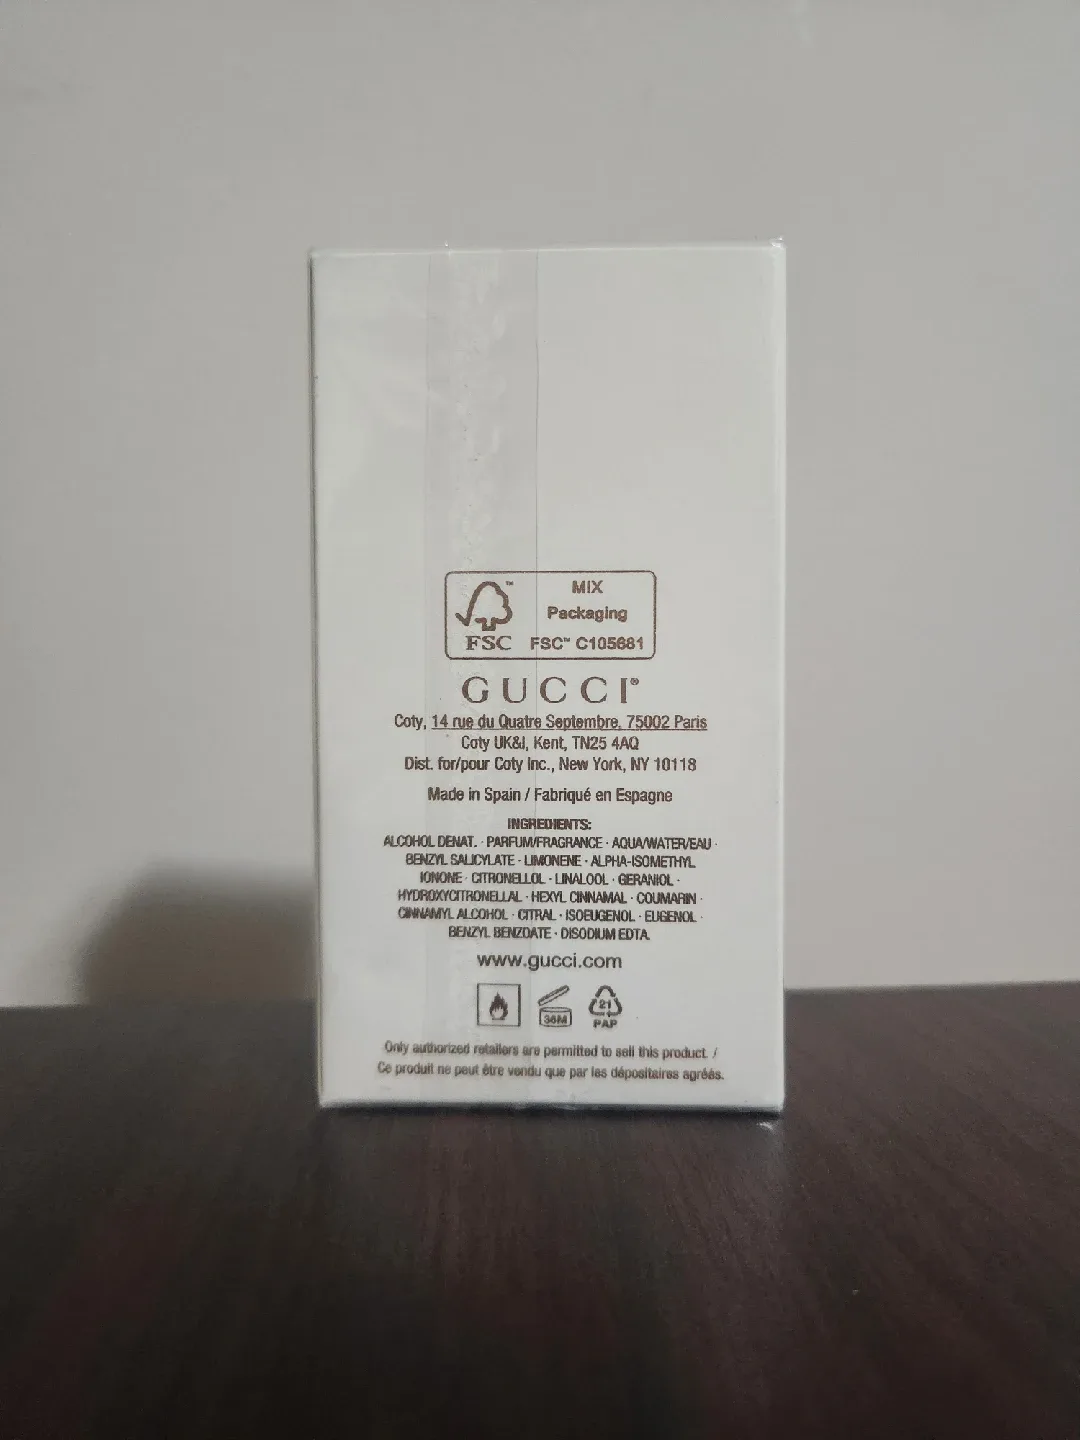 MIX
Packaging
FSC FSC™ C105681
GUCCI®
Coty, 14 rue du Quatre Septembre, 75002 Paris
Coty UK&I, Kent, TN25 4AQ
Dist. for/pour Coty Inc., New York, NY 10118
Made in Spain / Fabriqué en Espagne
INGREDIENTS:
ALCOHOL DENAT. · PARFUM/FRAGRANCE · AQUA/WATER/EAU ·
BENZYL SALICYLATE · LIMONENE · ALPHA-ISOMETHYL
IONONE · CITRONELLOL · LINALOOL · GERANIOL ·
HYDROXYCITRONELLAL · HEXYL CINNAMAL · COUMARIN ·
CINNAMYL ALCOHOL · CITRAL · ISOEUGENOL · EUGENOL ·
BENZYL BENZOATE · DISODIUM EDTA
www.gucci.com
36M 21
PAP
Only authorized retailers are permitted to sell this product. /
Ce produit ne peut être vendu que par les dépositaires agréés.